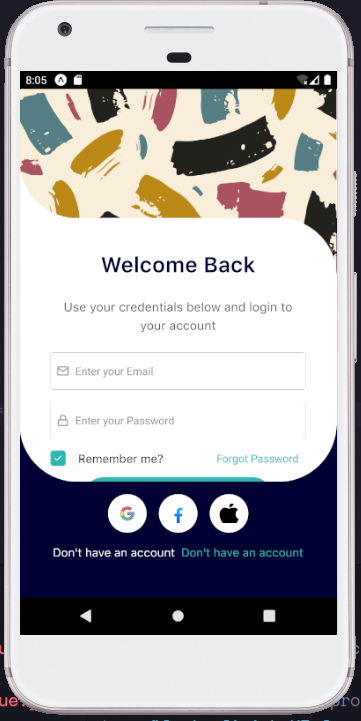 8:05
Welcome Back
Use your credentials below and login to
your account
Enter your Email
Enter your Password
Remember me?
Forgot Password
Don't have an account Don't have an account